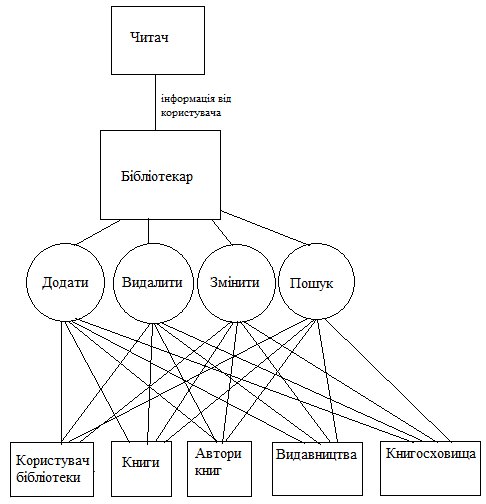 Читач
інформація від
користувача
Бібліотекар
Додати
Видалити
Змінити
Пошук
Користувач
бібліотеки
Книги
Автори
книг
Видавництва
Книгосховища